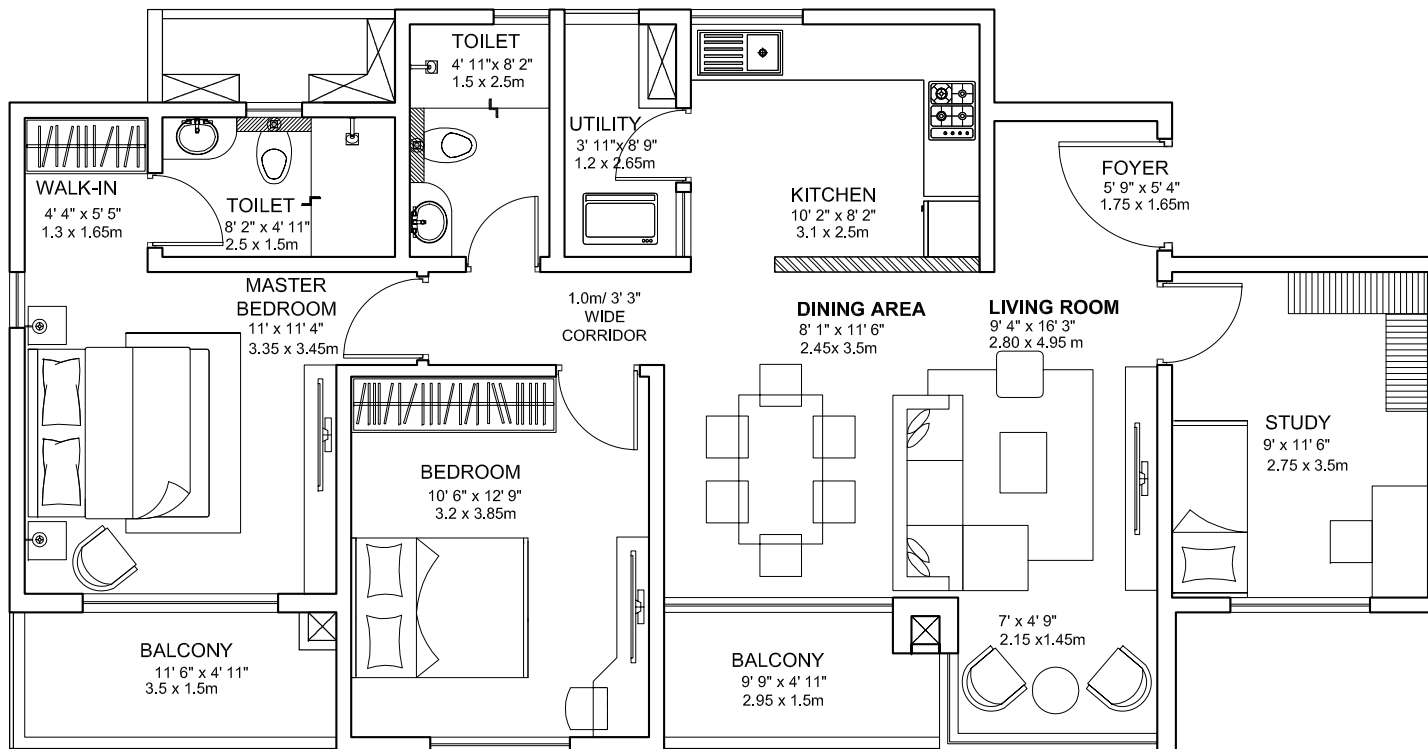 TOILET
4' 11"x 8' 2"
1.5 x 2.5m
UTILITY
3' 11"x 8' 9"
1.2 x 2.65m
KITCHEN
10' 2" x 8' 2"
3.1 x 2.5m
FOYER
5' 9" x 5' 4"
1.75 x 1.65m
WALK-IN
4' 4" x 5' 5"
1.3 x 1.65m
TOILET
8' 2" x 4' 11"
2.5 x 1.5m
MASTER
BEDROOM
11' x 11' 4"
3.35 x 3.45m
1.0m/ 3' 3"
WIDE
CORRIDOR
DINING AREA
8' 1" x 11' 6"
2.45x 3.5m
LIVING ROOM
9' 4" x 16' 3"
2.80 x 4.95 m
STUDY
9' x 11' 6"
2.75 x 3.5m
BEDROOM
10' 6" x 12' 9"
3.2 x 3.85m
BALCONY
11' 6" x 4' 11"
3.5 x 1.5m
BALCONY
9' 9" x 4' 11"
2.95 x 1.5m
7' x 4' 9"
2.15 x1.45m